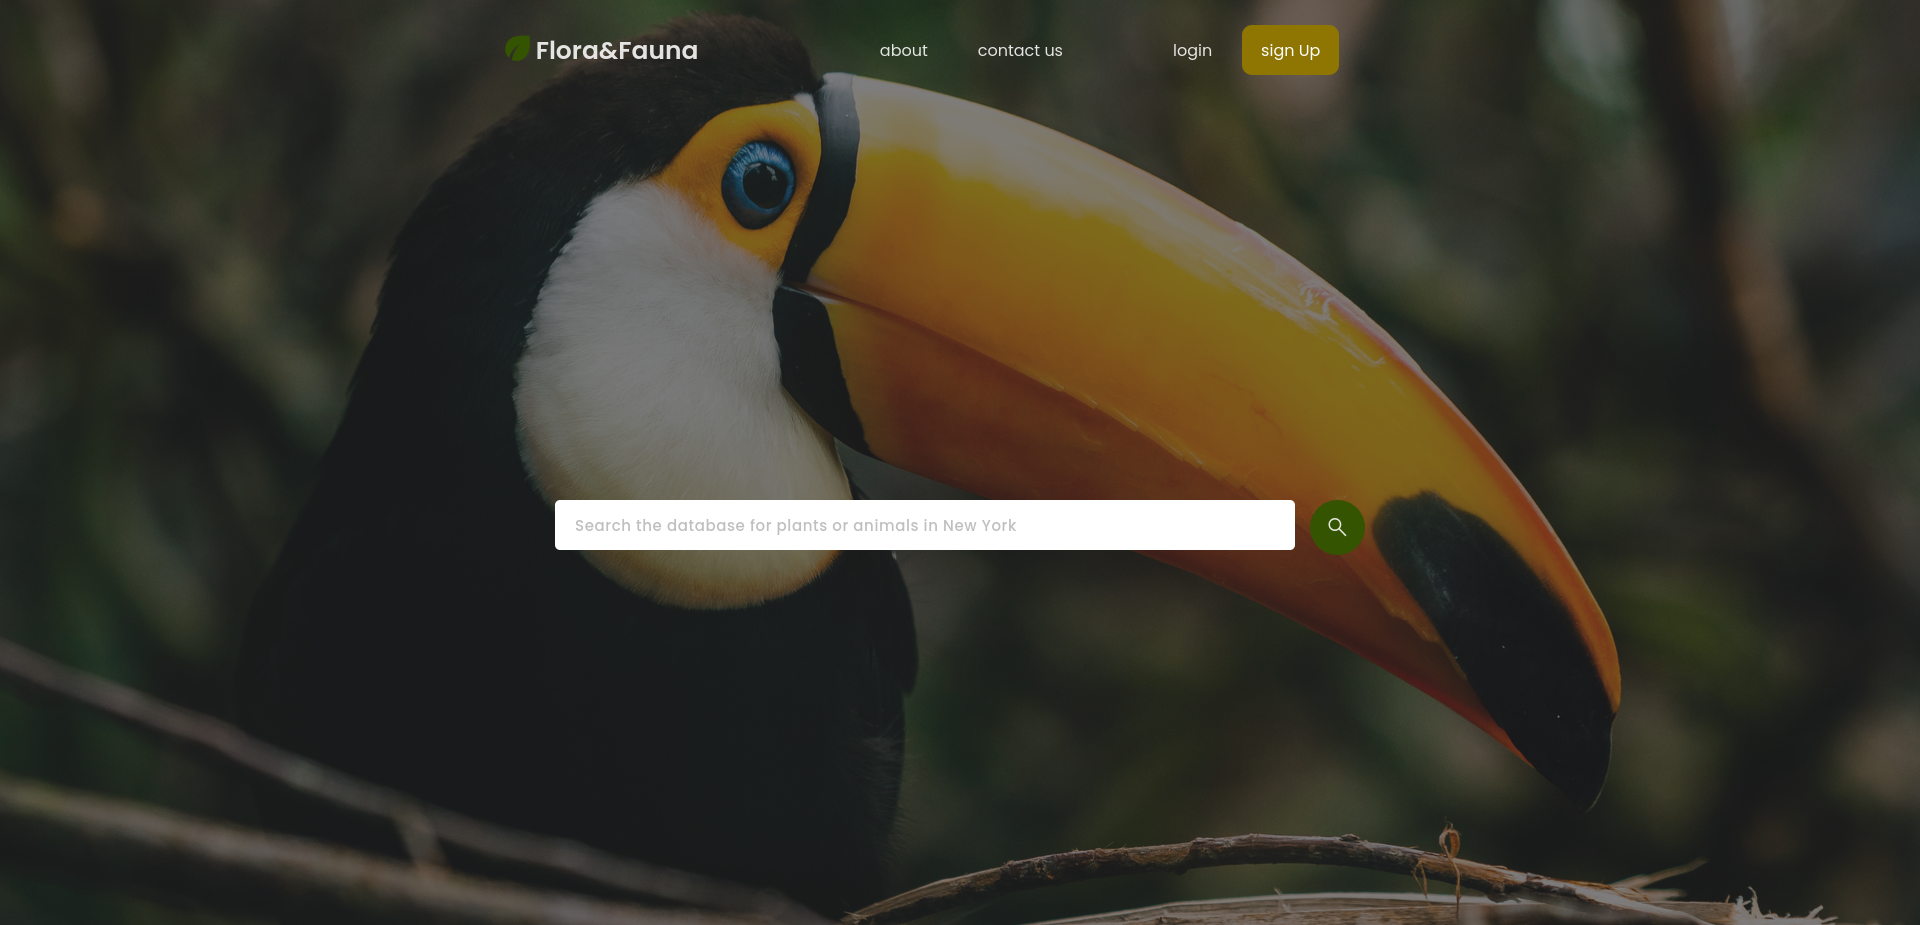 Flora&Fauna
about
contact us
login
sign Up
Search the database for plants or animals in New York